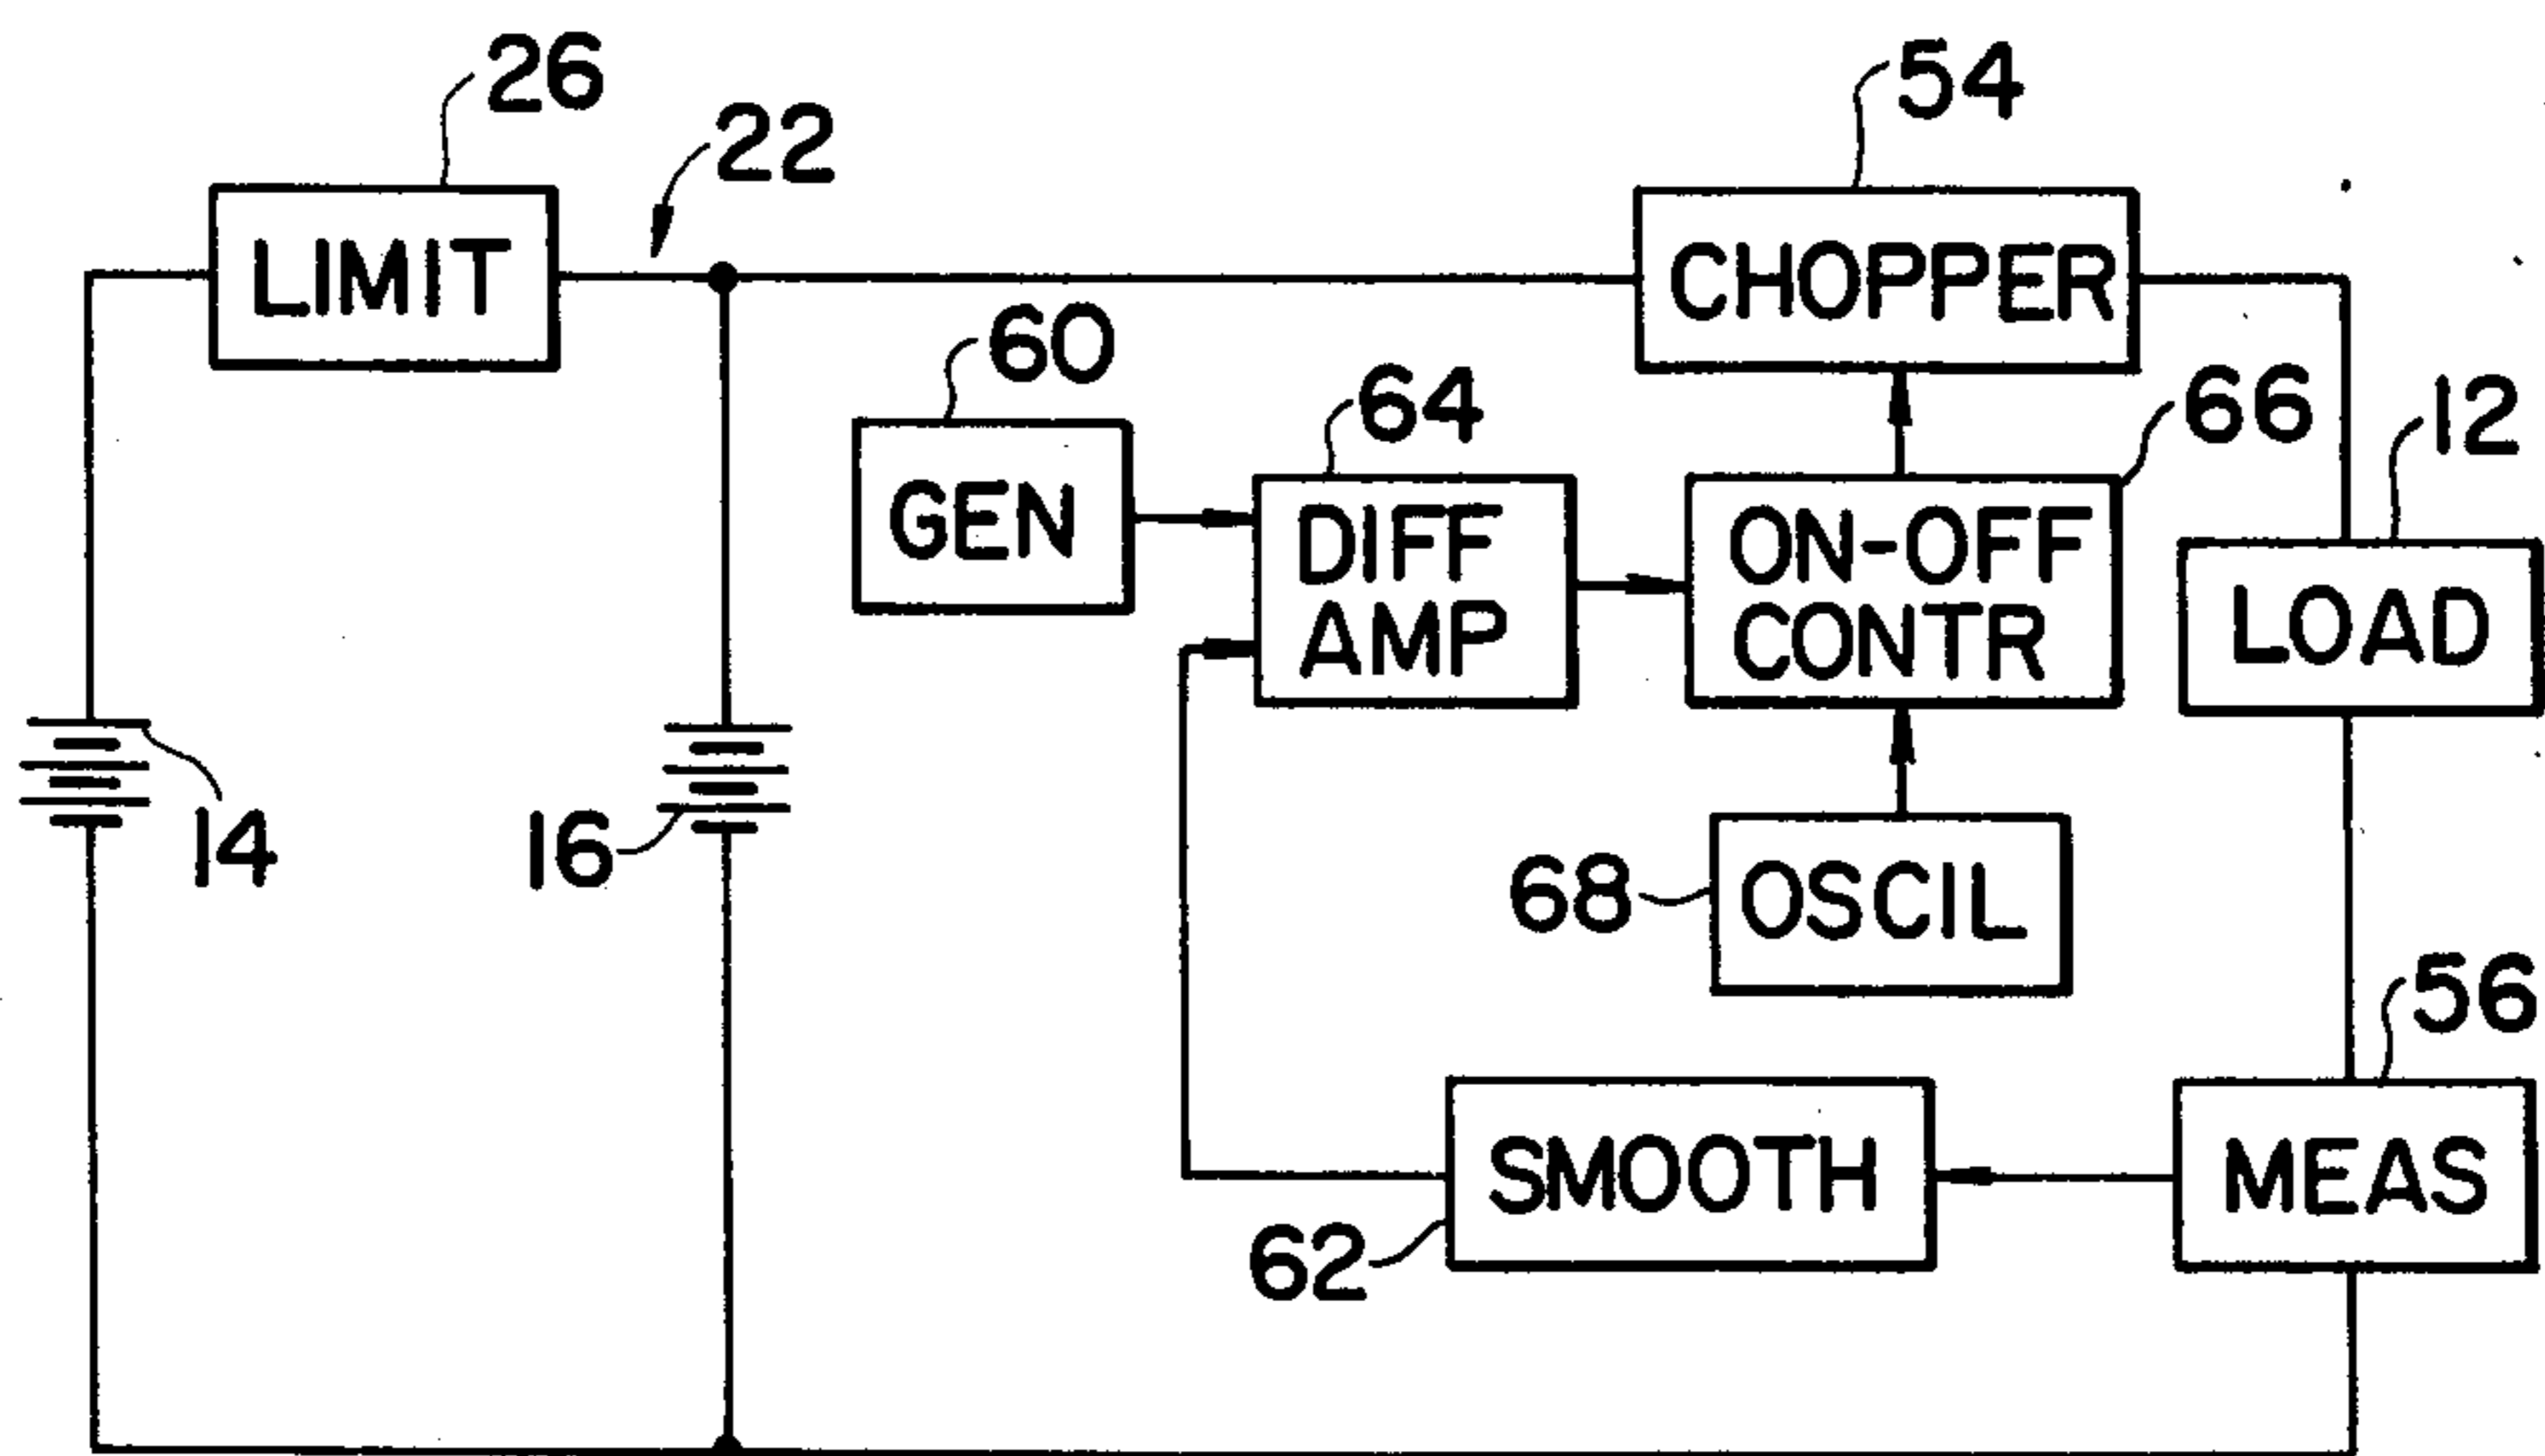 26
54
22
LIMIT
CHOPPER
60
64
66
12
GEN
DIFF
AMP
ON-OFF
CONTR
LOAD
14
16
68
OSCIL
56
SMOOTH
MEAS
62